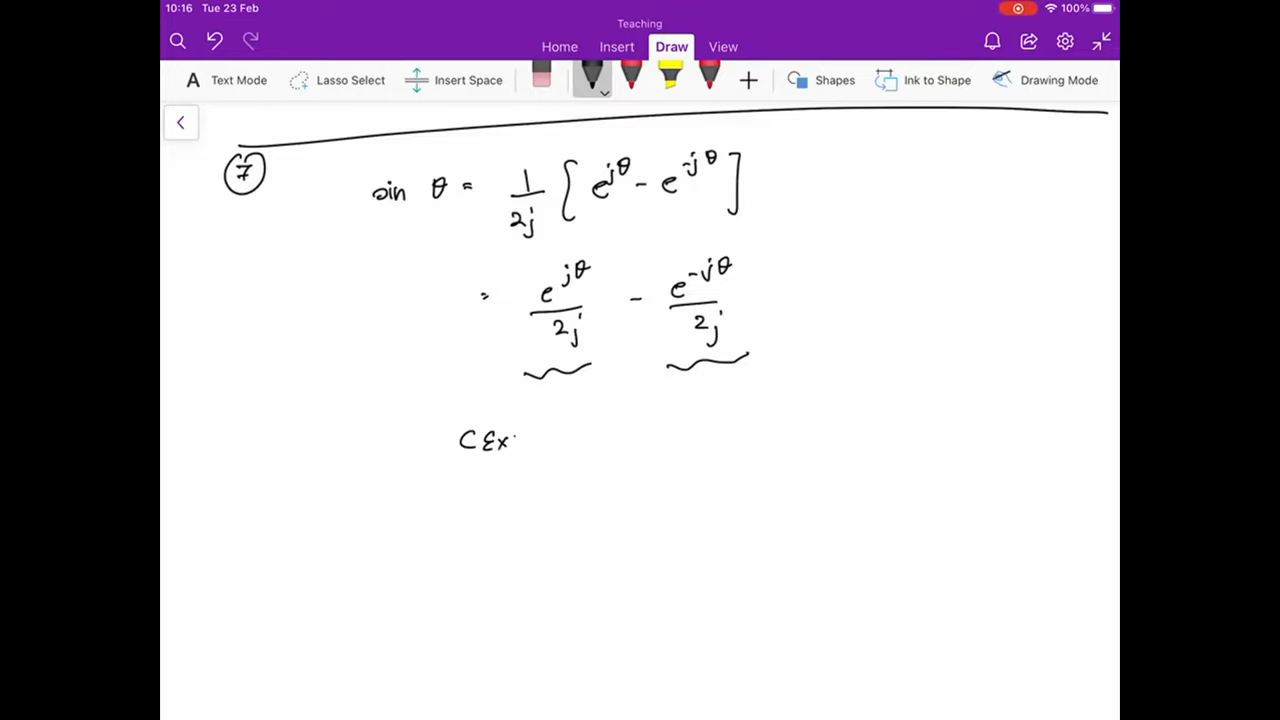 10:16 Tue 23 Feb 100%
Teaching
Home Insert Draw View
A Text Mode Lasso Select Insert Space Shapes Ink to Shape Drawing Mode
7
sin θ = 1/2j [ e^jθ - e^-jθ ]
= e^jθ/2j - e^-jθ/2j
C Ex